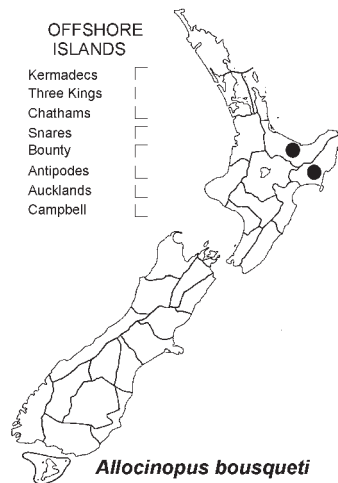 OFFSHORE
ISLANDS
Kermadecs
Three Kings
Chathams
Snares
Bounty
Antipodes
Aucklands
Campbell
Allocinopus bousqueti